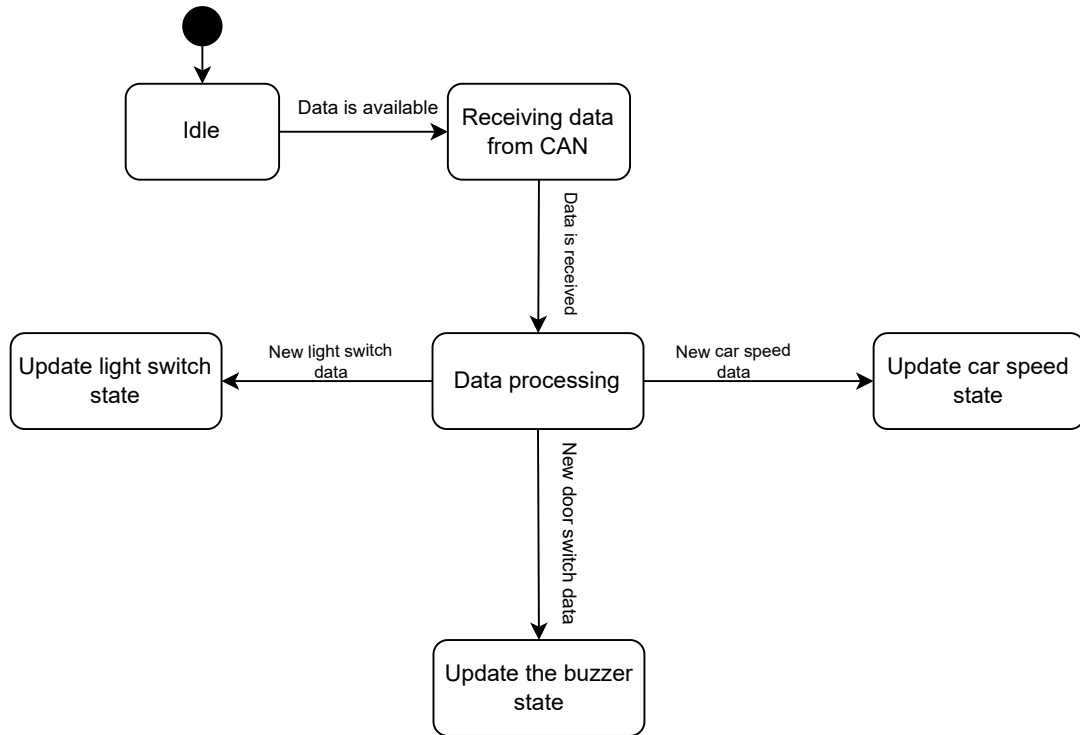 Idle
Data is available
Receiving data
from CAN
Data is received
Update light switch
state
New light switch
data
Data processing
New car speed
data
Update car speed
state
New door switch data
Update the buzzer
state